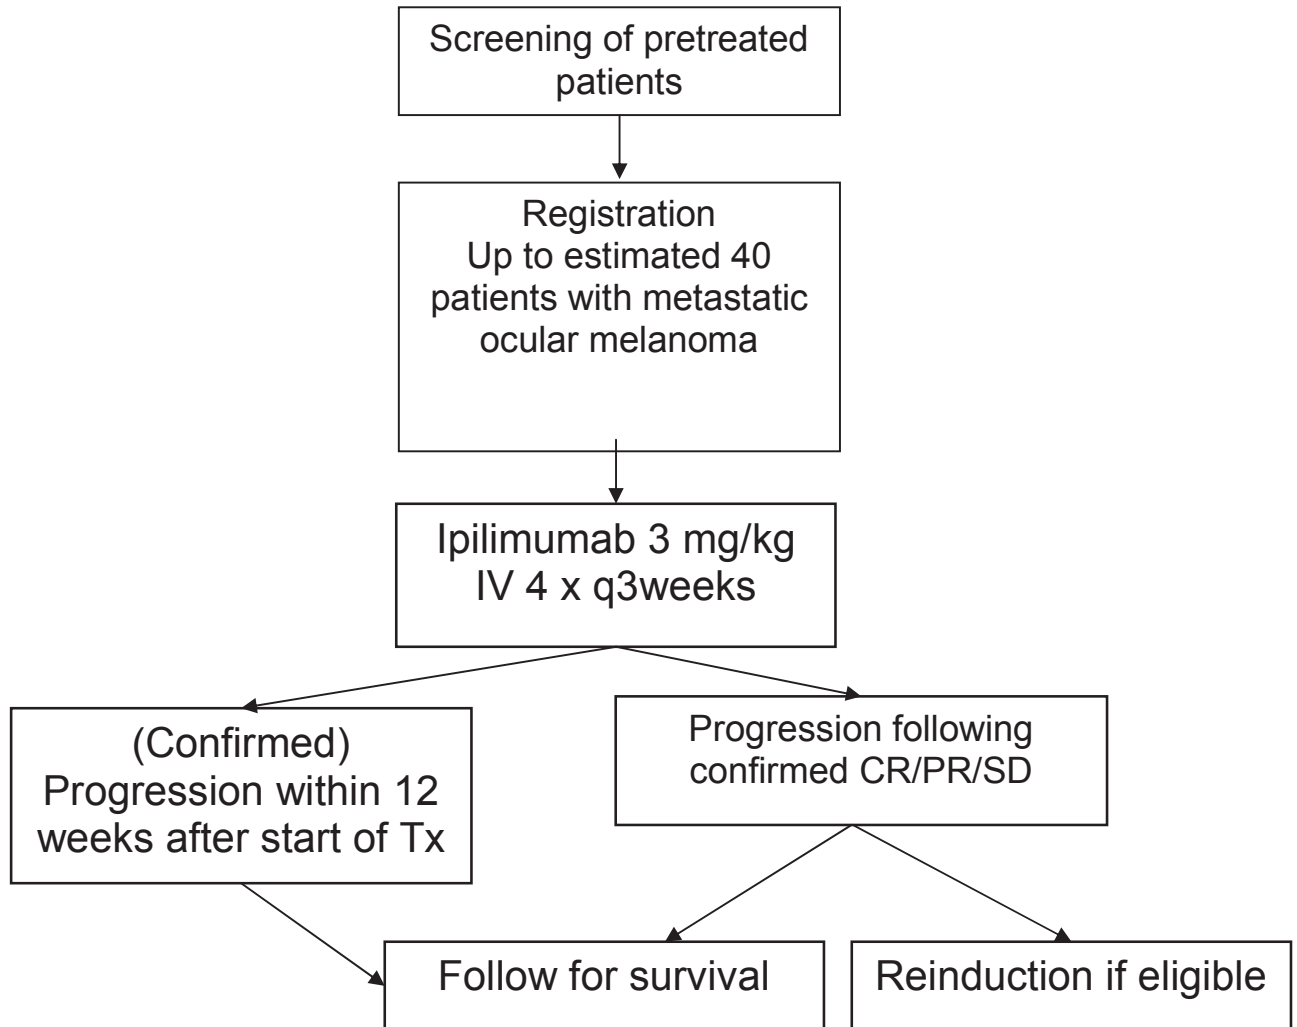 Screening of pretreated
patients
Registration
Up to estimated 40
patients with metastatic
ocular melanoma
Ipilimumab 3 mg/kg
IV 4 x q3weeks
(Confirmed)
Progression within 12
weeks after start of Tx
Progression following
confirmed CR/PR/SD
Follow for survival
Reinduction if eligible